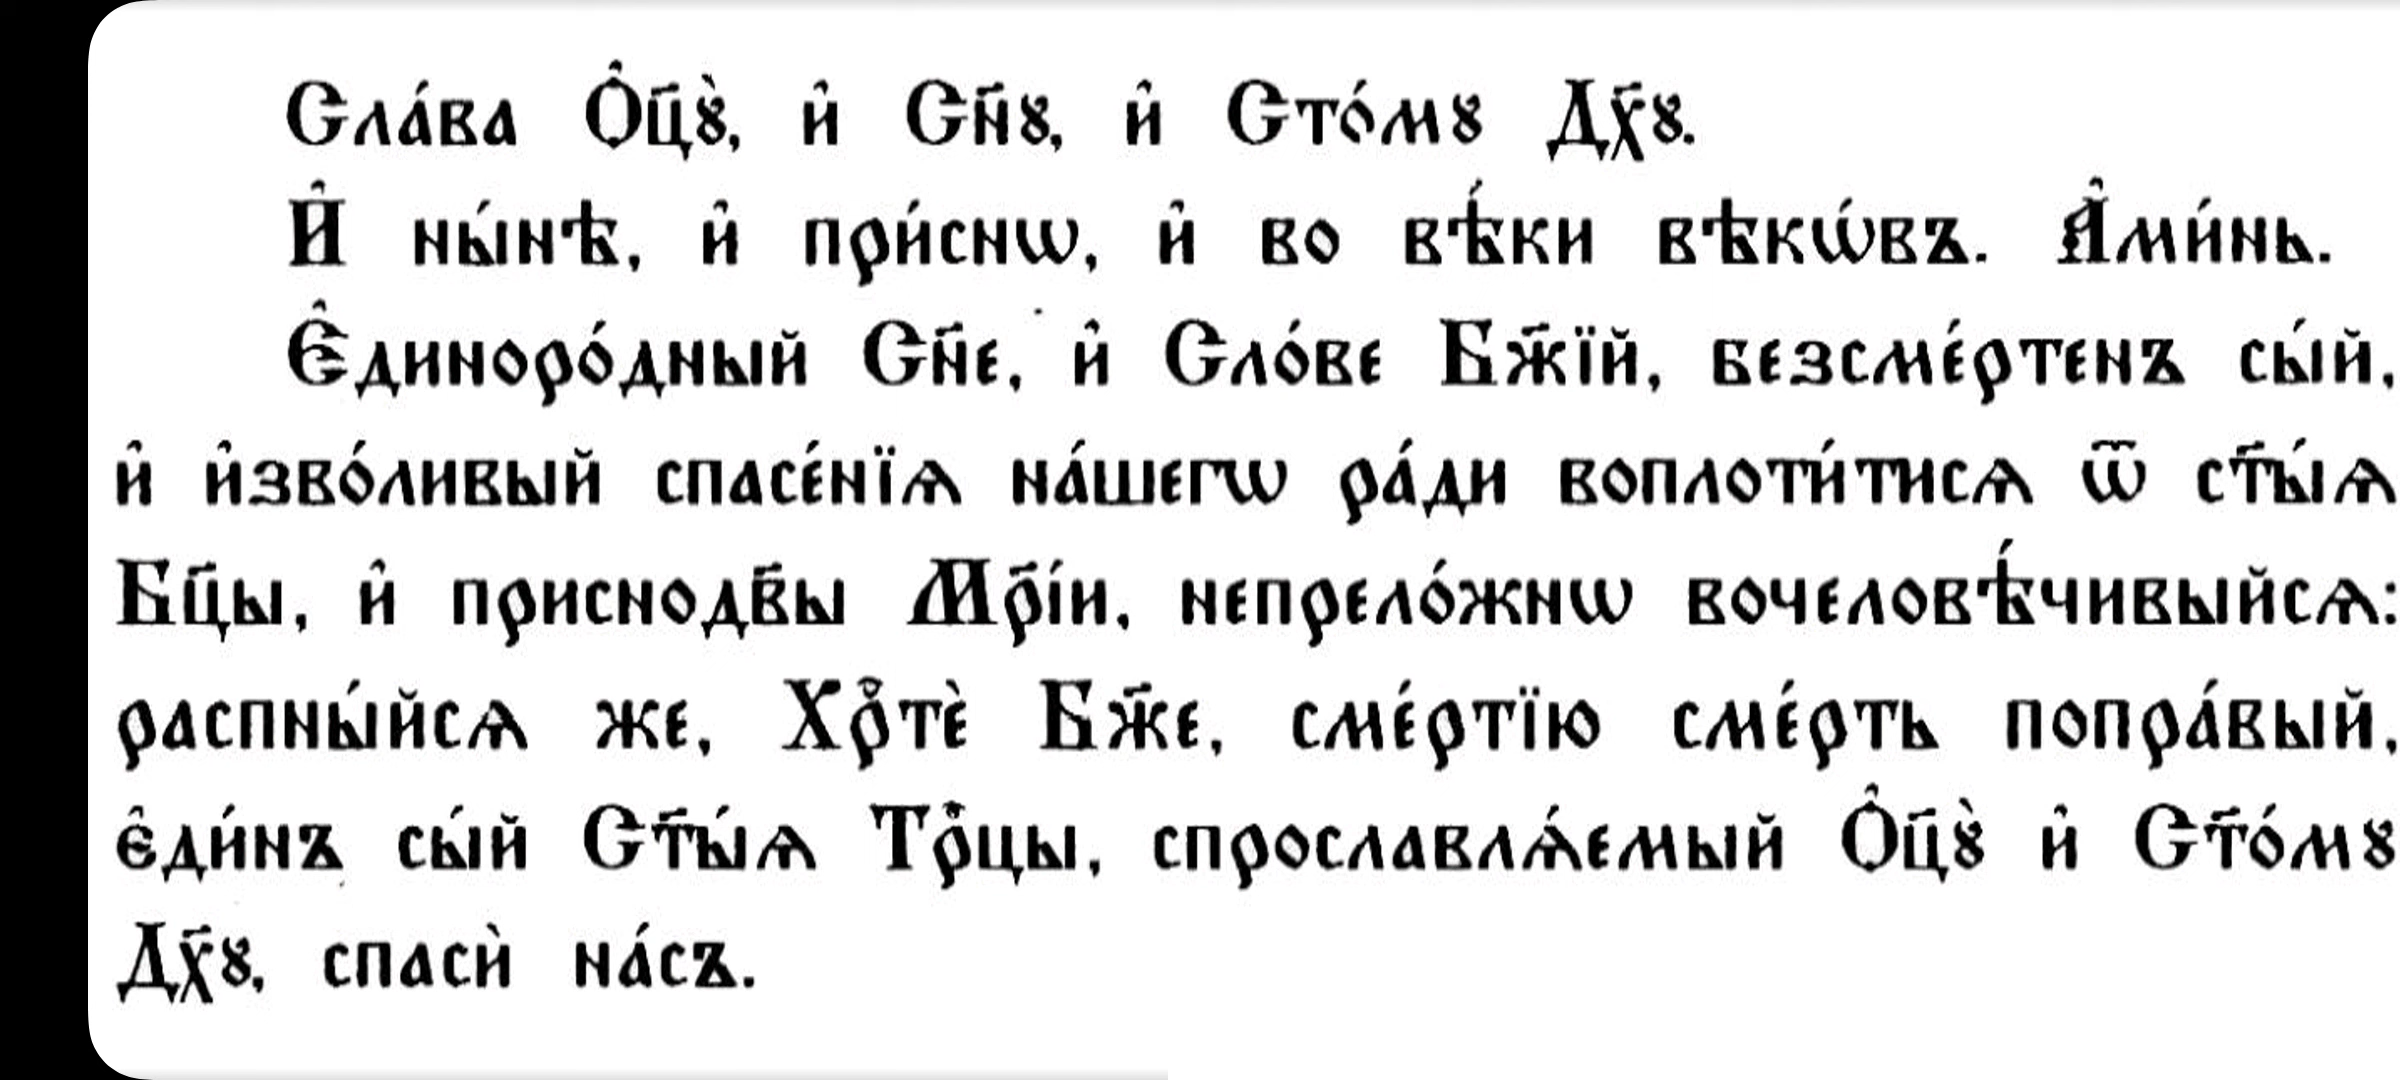 Сла́ва Ѻ҆ц҃ꙋ̀, и҆ Сн҃ꙋ, и҆ Сто́мꙋ Дх҃ꙋ.
И҆ ны́нѣ, и҆ при́снѡ, и҆ во вѣ́ки вѣкѡ́въ. А҆ми́нь.
Є҆диноро́дный Сн҃е, и҆ Сло́ве Бж҃їй, безсме́ртенъ сы́й,
и҆ и҆зво́ливый спасе́нїѧ на́шегѡ ра́ди воплоти́тисѧ ѿ ст҃ы́ѧ
Бц҃ы, и҆ приснодв҃ы Мр҃і́и, непрело́жнѡ вочеловѣ́чивыйсѧ:
распны́йсѧ же, Хрⷭ҇тѐ Бж҃е, сме́ртїю сме́рть попра́вый,
є҆ди́нъ сы́й Ст҃ы́ѧ Трⷪ҇цы, спрославлѧ́емый Ѻ҆ц҃ꙋ̀ и҆ Ст҃о́мꙋ
Дх҃ꙋ, спасѝ на́съ.